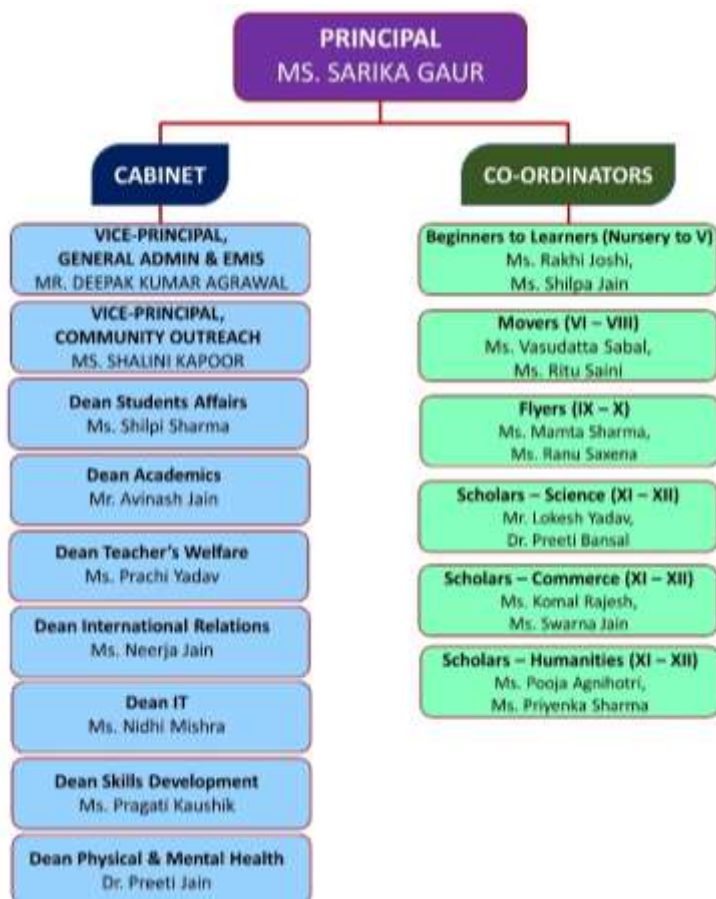 PRINCIPAL
MS. SARIKA GAUR
CABINET
VICE-PRINCIPAL,
GENERAL ADMIN & EMIS
MR. DEEPAK KUMAR AGRAWAL
VICE-PRINCIPAL,
COMMUNITY OUTREACH
MS. SHALINI KAPOOR
Dean Students Affairs
Ms. Shilpi Sharma
Dean Academics
Mr. Avinash Jain
Dean Teacher's Welfare
Ms. Prachi Yadav
Dean International Relations
Ms. Neerja Jain
Dean IT
Ms. Nidhi Mishra
Dean Skills Development
Ms. Pragati Kaushik
Dean Physical & Mental Health
Dr. Preeti Jain
CO-ORDINATORS
Beginners to Learners (Nursery to V)
Ms. Rakhi Joshi,
Ms. Shilpa Jain
Movers (VI – VIII)
Ms. Vasudatta Sabal,
Ms. Ritu Saini
Flyers (IX – X)
Ms. Mamta Sharma,
Ms. Ranu Saxena
Scholars – Science (XI – XII)
Mr. Lokesh Yadav,
Dr. Preeti Bansal
Scholars – Commerce (XI – XII)
Ms. Komal Rajesh,
Ms. Swarna Jain
Scholars – Humanities (XI – XII)
Ms. Pooja Agnihotri,
Ms. Priyenka Sharma